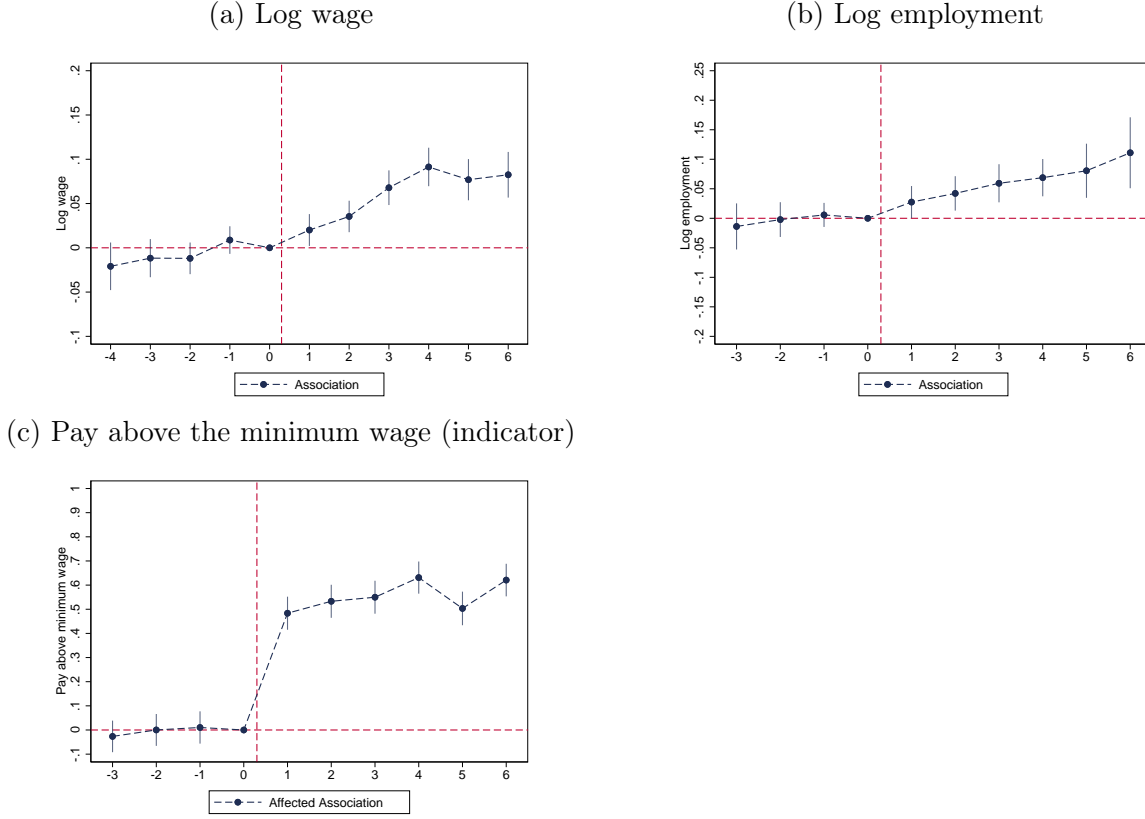 (a) Log wage
(b) Log employment
Log wage
.2
.15
.1
.05
0
-.05
-.1
-4 -3 -2 -1 0 1 2 3 4 5 6
Association
Log employment
.25
.2
.15
.1
.05
0
-.05
-.1
-.15
-.2
-3 -2 -1 0 1 2 3 4 5 6
Association
(c) Pay above the minimum wage (indicator)
Pay above minimum wage
1
.9
.8
.7
.6
.5
.4
.3
.2
.1
0
-.1
-3 -2 -1 0 1 2 3 4 5 6
Affected Association